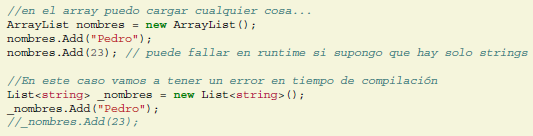 //en el array puedo cargar cualquier cosa...
ArrayList nombres = new ArrayList();
nombres.Add("Pedro");
nombres.Add(23); // puede fallar en runtime si supongo que hay solo strings
//En este caso vamos a tener un error en tiempo de compilación
List<string> _nombres = new List<string>();
_nombres.Add("Pedro");
//_nombres.Add(23);